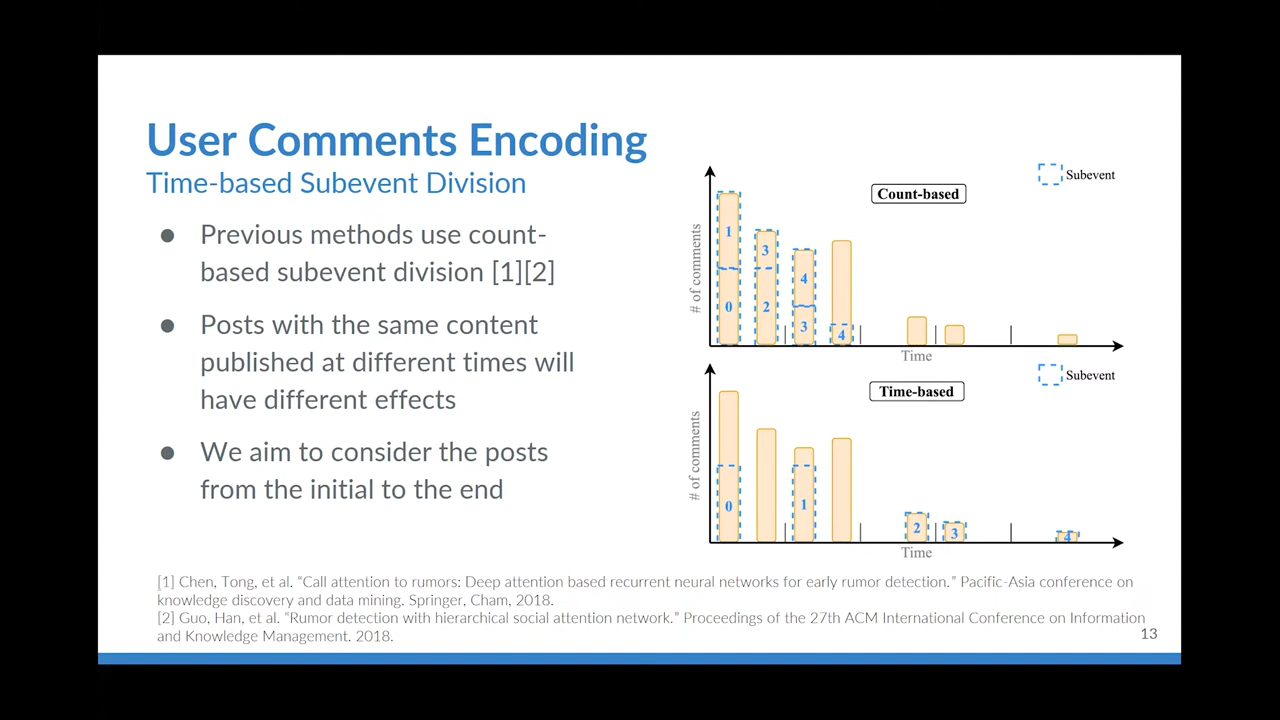 User Comments Encoding
Time-based Subevent Division
● Previous methods use count-
based subevent division [1][2]
● Posts with the same content
published at different times will
have different effects
● We aim to consider the posts
from the initial to the end
Subevent
Count-based
# of comments
1
0
3
2
4
3
4
Time
Subevent
Time-based
# of comments
0
1
2
3
4
Time
[1] Chen, Tong, et al. “Call attention to rumors: Deep attention based recurrent neural networks for early rumor detection.” Pacific-Asia conference on
knowledge discovery and data mining. Springer, Cham, 2018.
[2] Guo, Han, et al. “Rumor detection with hierarchical social attention network.” Proceedings of the 27th ACM International Conference on Information
and Knowledge Management. 2018.
13